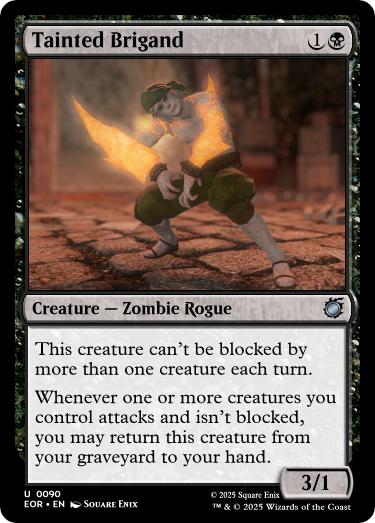 Tainted Brigand 1
Creature — Zombie Rogue
This creature can't be blocked by
more than one creature each turn.
Whenever one or more creatures you
control attacks and isn't blocked,
you may return this creature from
your graveyard to your hand.
3/1
U 0090
EOR • EN Square Enix
© 2025 Square Enix
™ & © 2025 Wizards of the Coast